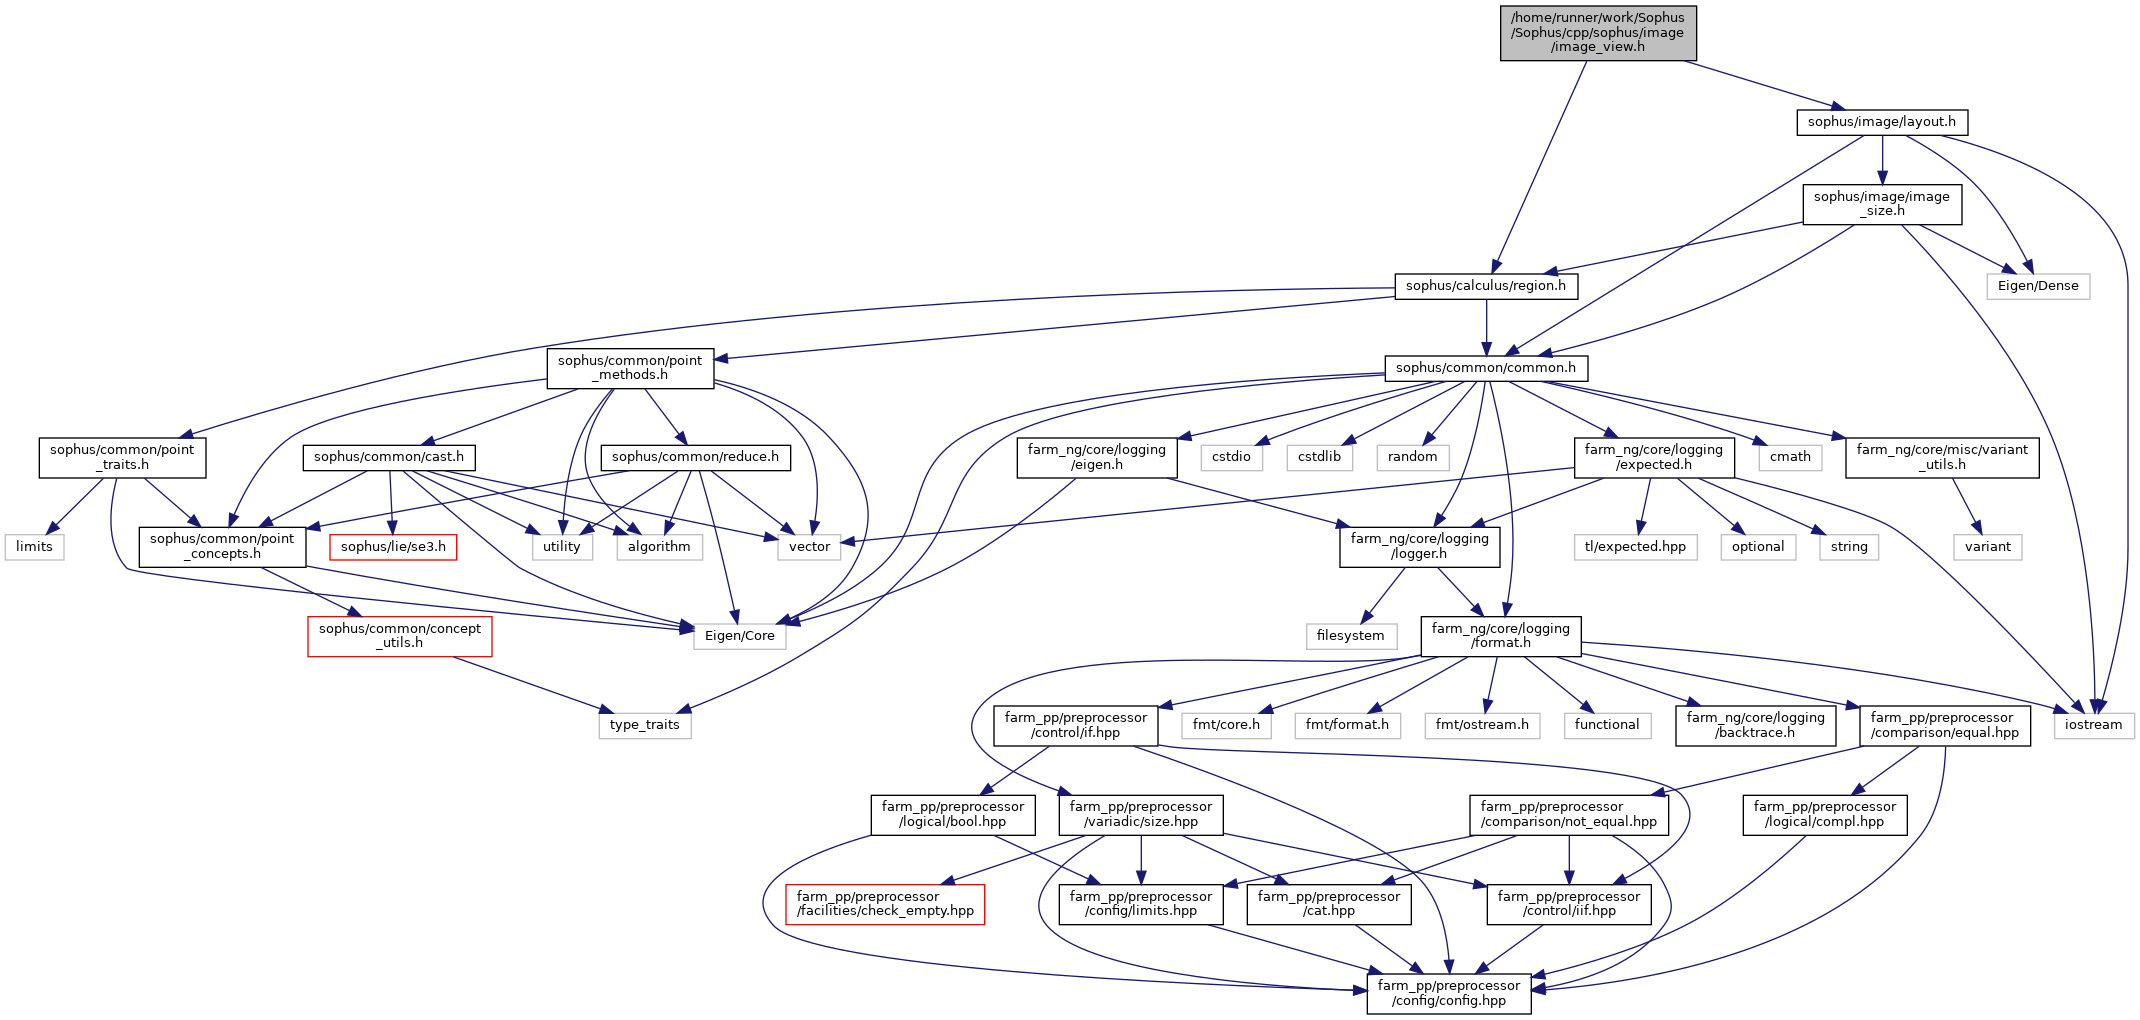 /home/runner/work/Sophus
/Sophus/cpp/sophus/image
/image_view.h
sophus/image/layout.h
sophus/image/image
_size.h
sophus/calculus/region.h
Eigen/Dense
sophus/common/point
_methods.h
sophus/common/common.h
sophus/common/point
_traits.h
sophus/common/cast.h
sophus/common/reduce.h
farm_ng/core/logging
/eigen.h
cstdio
cstdlib
random
farm_ng/core/logging
/expected.h
cmath
farm_ng/core/misc/variant
_utils.h
limits
sophus/common/point
_concepts.h
sophus/lie/se3.h
utility
algorithm
vector
farm_ng/core/logging
/logger.h
tl/expected.hpp
optional
string
variant
sophus/common/concept
_utils.h
Eigen/Core
filesystem
farm_ng/core/logging
/format.h
type_traits
farm_pp/preprocessor
/control/if.hpp
fmt/core.h
fmt/format.h
fmt/ostream.h
functional
farm_ng/core/logging
/backtrace.h
farm_pp/preprocessor
/comparison/equal.hpp
iostream
farm_pp/preprocessor
/logical/bool.hpp
farm_pp/preprocessor
/variadic/size.hpp
farm_pp/preprocessor
/comparison/not_equal.hpp
farm_pp/preprocessor
/logical/compl.hpp
farm_pp/preprocessor
/facilities/check_empty.hpp
farm_pp/preprocessor
/config/limits.hpp
farm_pp/preprocessor
/cat.hpp
farm_pp/preprocessor
/control/iif.hpp
farm_pp/preprocessor
/config/config.hpp